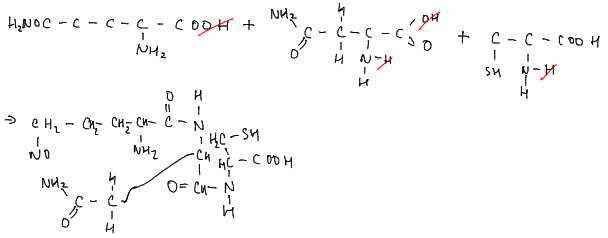 H₂NOC - C - C - C - C - COOH + NH₂ C - C - C - C OH + C - C - COOH
NH₂ O H H N - H H O SH N - H H
→ CH₂ - CH₂ - CH₂ - CH - C - N H₂C - SH
NO NH₂ O H CH HC - COOH
NH₂ C - C O = CH - N
O H H H